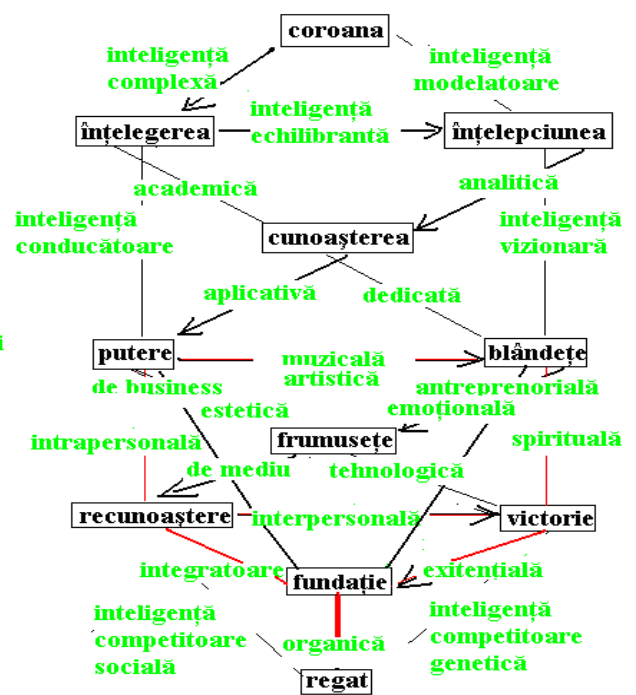 coroana
inteligență
complexă
inteligență
modelatoare
inteligență
echilibrantă
înțelegerea
înțelepciunea
academică
analitică
inteligență
conducătoare
inteligență
vizionară
cunoașterea
aplicativă
dedicată
i
putere
blândețe
muzicală
artistică
de business
antreprenorială
estetică
emoțională
frumusețe
intrapersonală
spirituală
de mediu
tehnologică
recunoaștere
interpersonală
victorie
integratoare
exitențială
fundație
inteligență
competitoare
socială
inteligență
competitoare
genetică
organică
regat